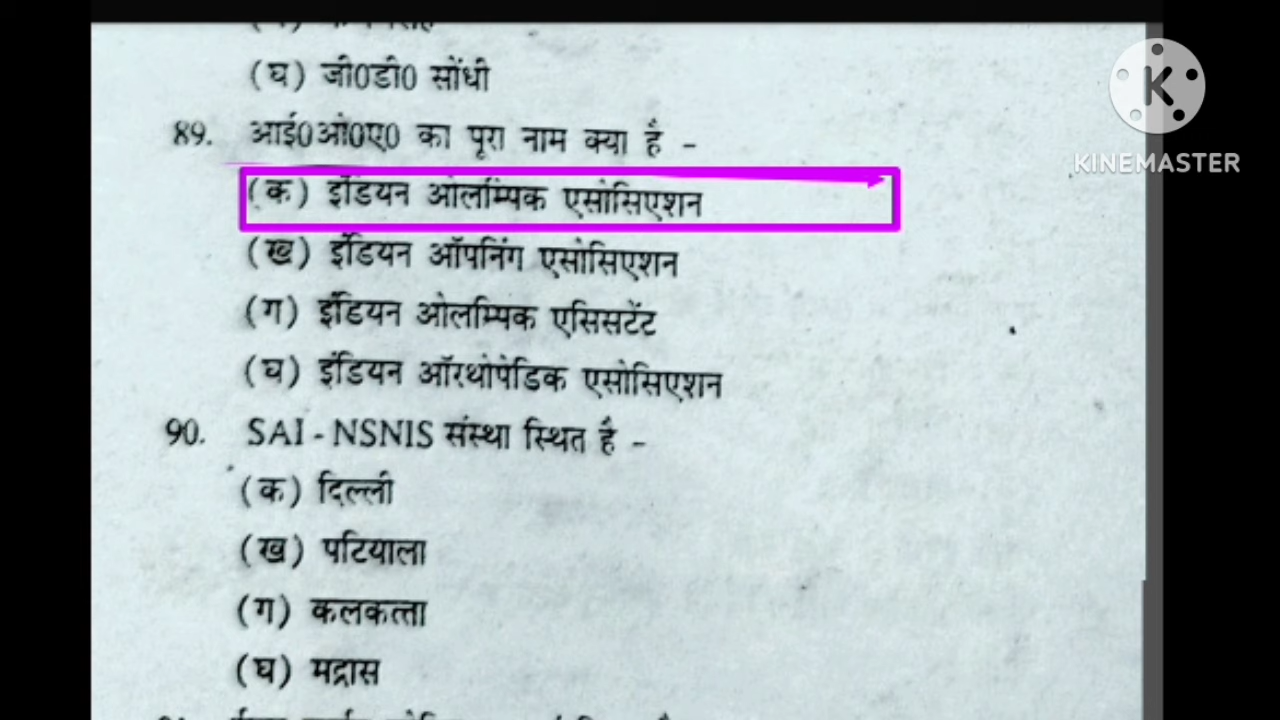 (घ) जी0डी0 सोंधी
89. आई0ओ0ए0 का पूरा नाम क्या है -
(क) इंडियन ओलम्पिक एसोसिएशन
(ख) इंडियन ऑपनिंग एसोसिएशन
(ग) इंडियन ओलम्पिक एसिसटेंट
(घ) इंडियन ऑरथोपेडिक एसोसिएशन
90. SAI - NSNIS संस्था स्थित है -
(क) दिल्ली
(ख) पटियाला
(ग) कलकत्ता
(घ) मद्रास
K
KINEMASTER